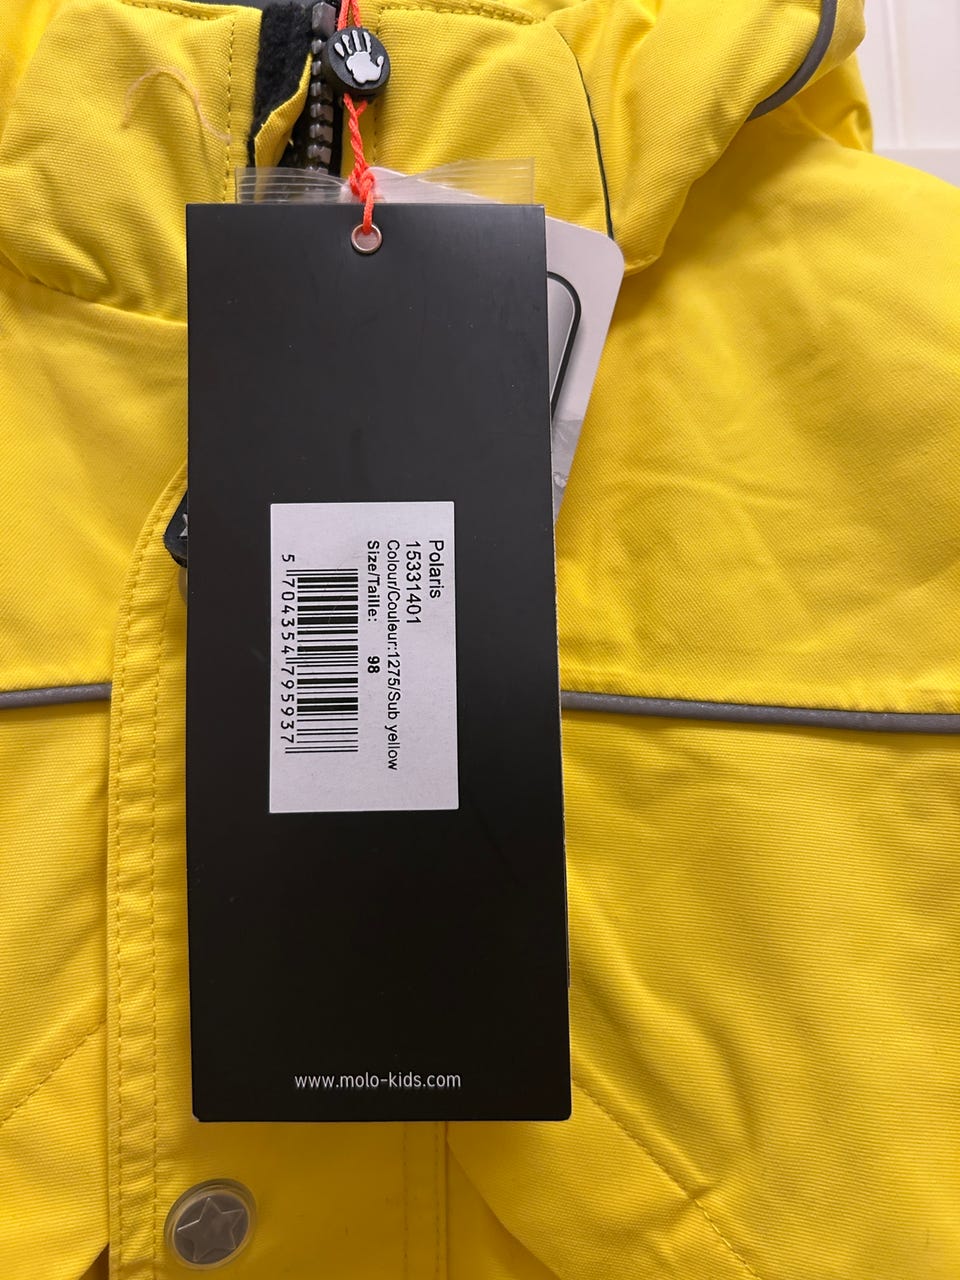 Polaris
15331401
Colour/Couleur:1275/Sub yellow
Size/Taille: 98
5 704354 795937
www.molo-kids.com